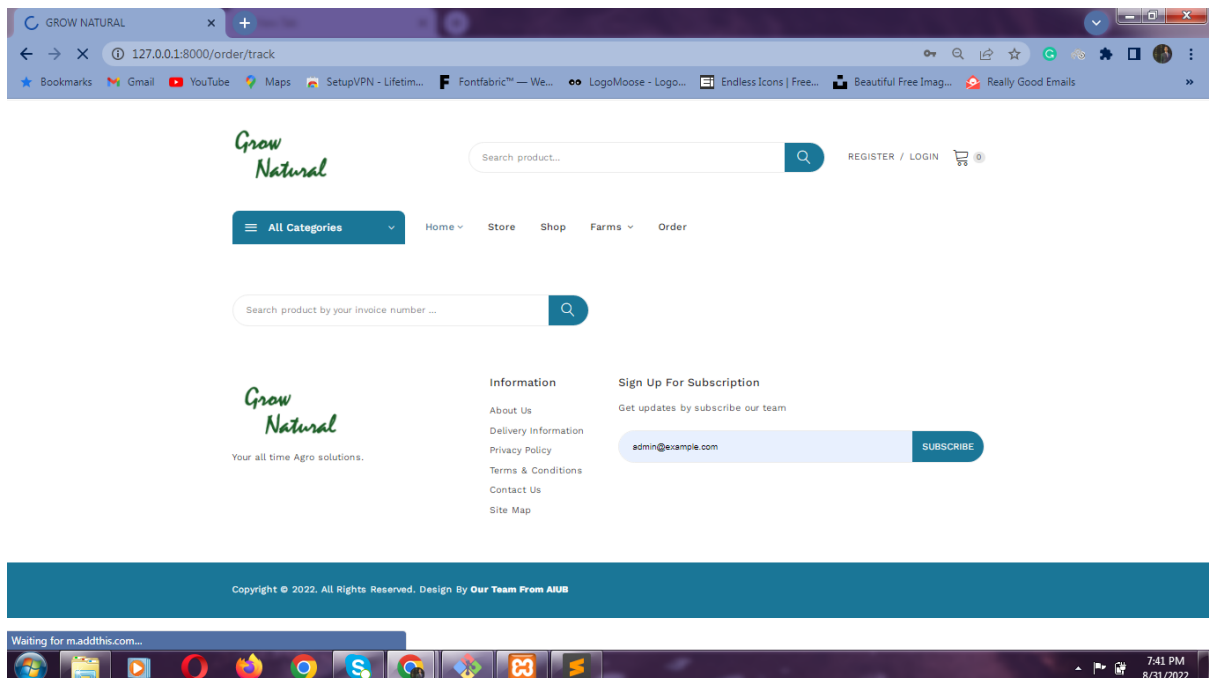 GROW NATURAL
127.0.0.1:8000/order/track
Bookmarks Gmail YouTube Maps SetupVPN - Lifetim... Fontfabric™ — We... LogoMoose - Logo... Endless Icons | Free... Beautiful Free Imag... Really Good Emails »
Grow
Natural
Search product...
REGISTER / LOGIN 0
All Categories Home Store Shop Farms Order
Search product by your invoice number ...
Grow
Natural
Your all time Agro solutions.
Information
About Us
Delivery Information
Privacy Policy
Terms & Conditions
Contact Us
Site Map
Sign Up For Subscription
Get updates by subscribe our team
admin@example.com SUBSCRIBE
Copyright © 2022. All Rights Reserved. Design By Our Team From AIUB
Waiting for m.addthis.com...
7:41 PM
8/31/2022